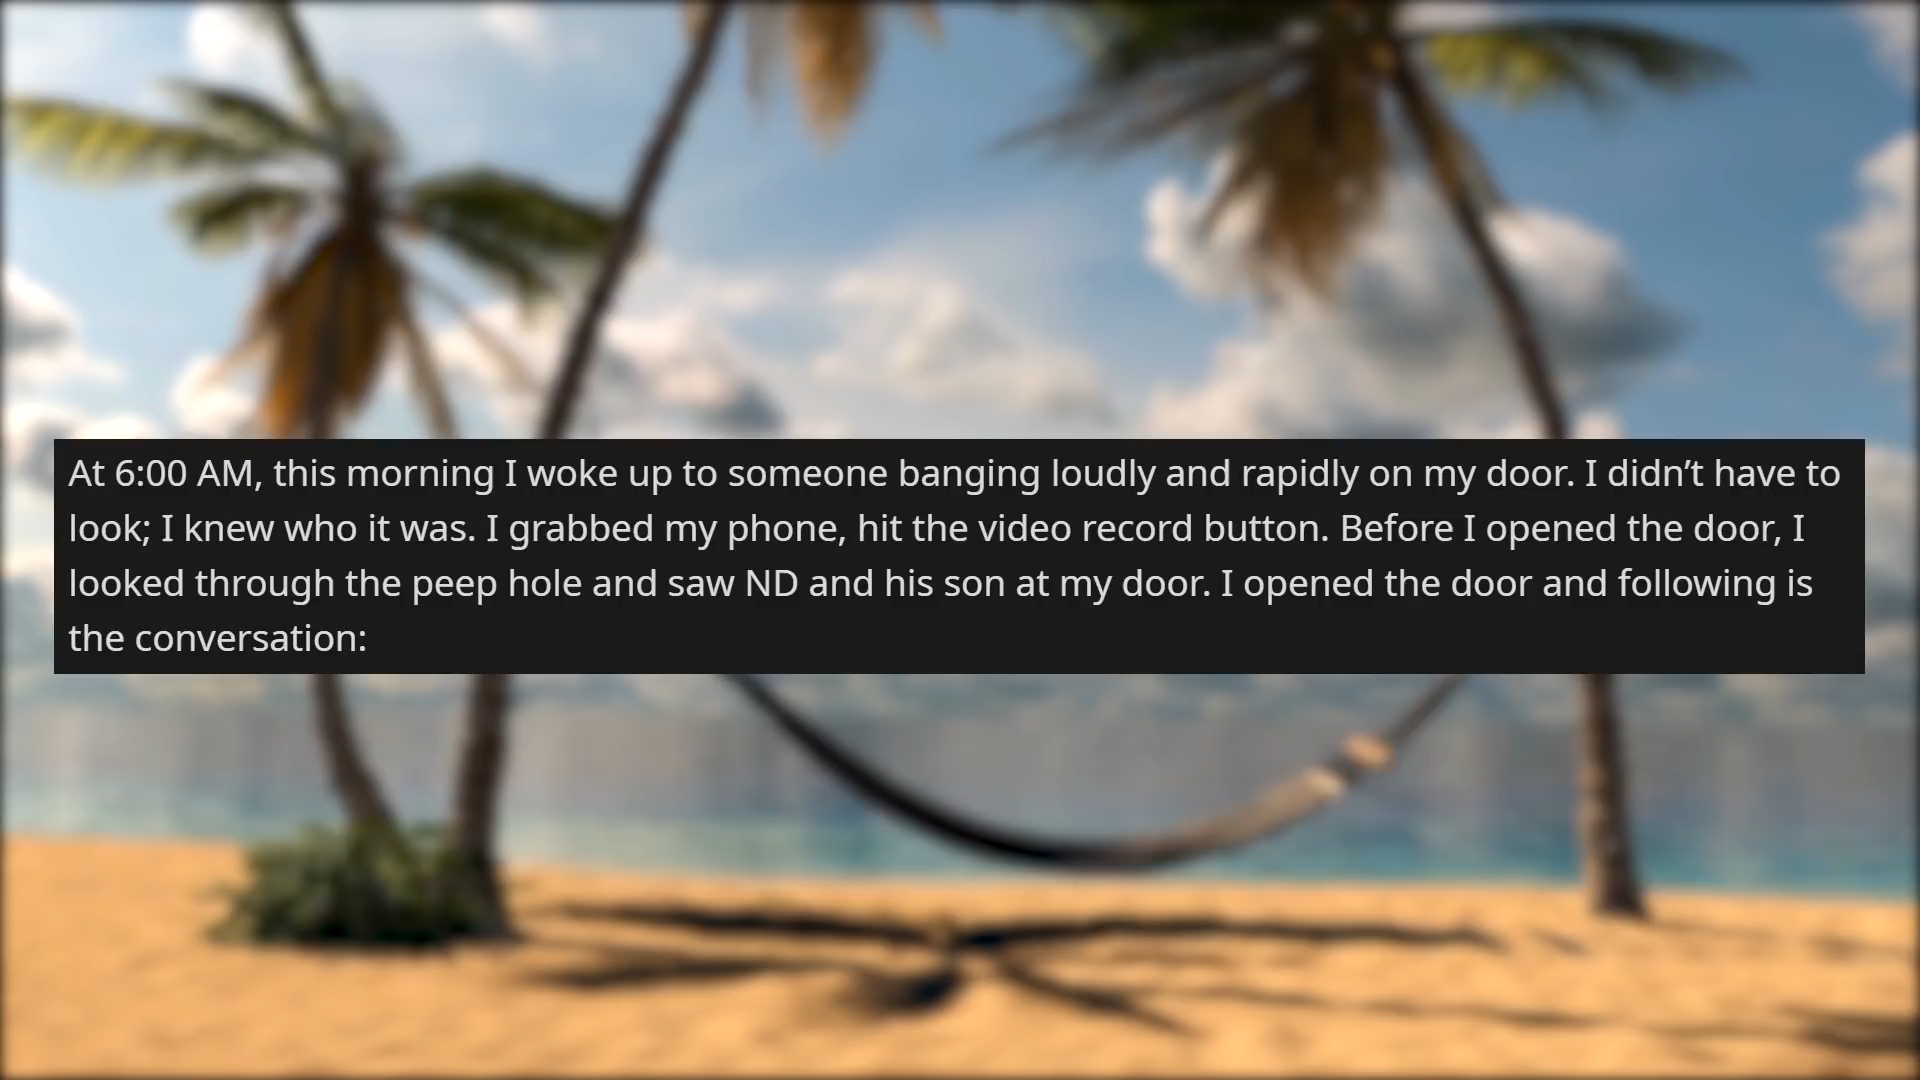 At 6:00 AM, this morning I woke up to someone banging loudly and rapidly on my door. I didn’t have to
look; I knew who it was. I grabbed my phone, hit the video record button. Before I opened the door, I
looked through the peep hole and saw ND and his son at my door. I opened the door and following is
the conversation: